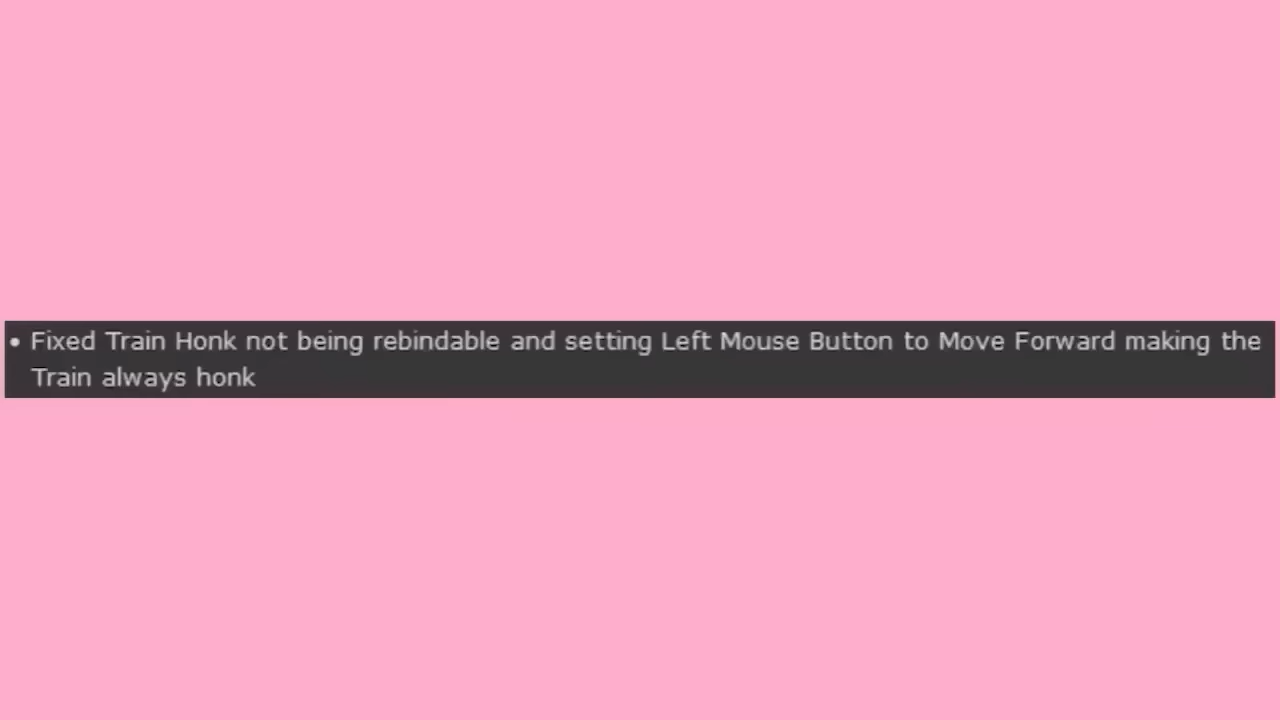 • Fixed Train Honk not being rebindable and setting Left Mouse Button to Move Forward making the
Train always honk